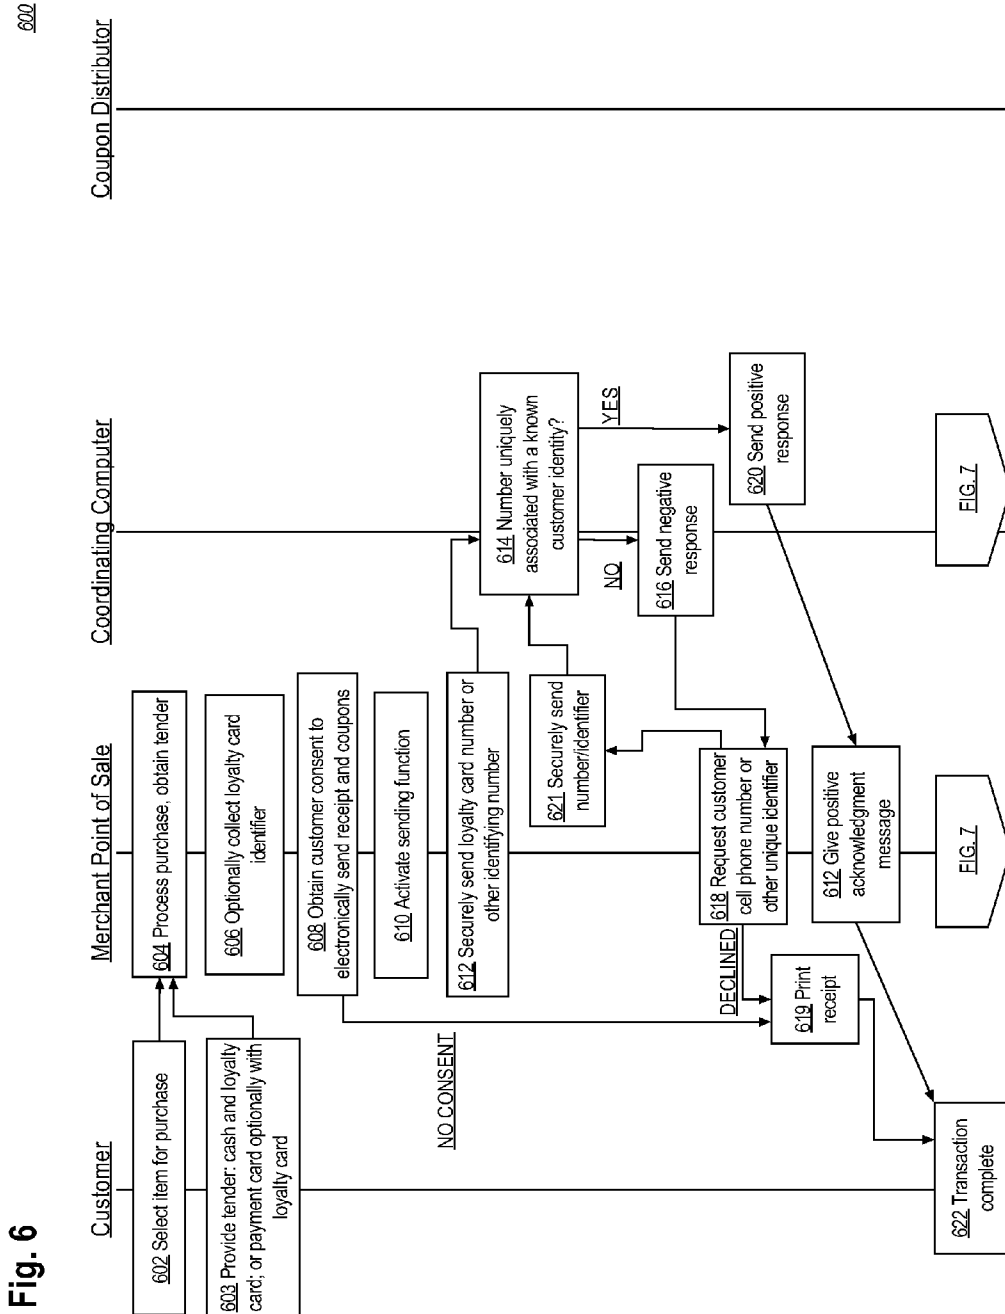 Fig. 6
600
Customer
Merchant Point of Sale
Coordinating Computer
Coupon Distributor
602 Select item for purchase
603 Provide tender: cash and loyalty
card; or payment card optionally with
loyalty card
604 Process purchase, obtain tender
606 Optionally collect loyalty card
identifier
608 Obtain customer consent to
electronically send receipt and coupons
610 Activate sending function
612 Securely send loyalty card number or
other identifying number
NO CONSENT
614 Number uniquely
associated with a known
customer identity?
621 Securely send
number/identifier
NO
YES
616 Send negative
response
618 Request customer
cell phone number or
other unique identifier
DECLINED
620 Send positive
response
619 Print
receipt
612 Give positive
acknowledgment
message
622 Transaction
complete
FIG. 7
FIG. 7